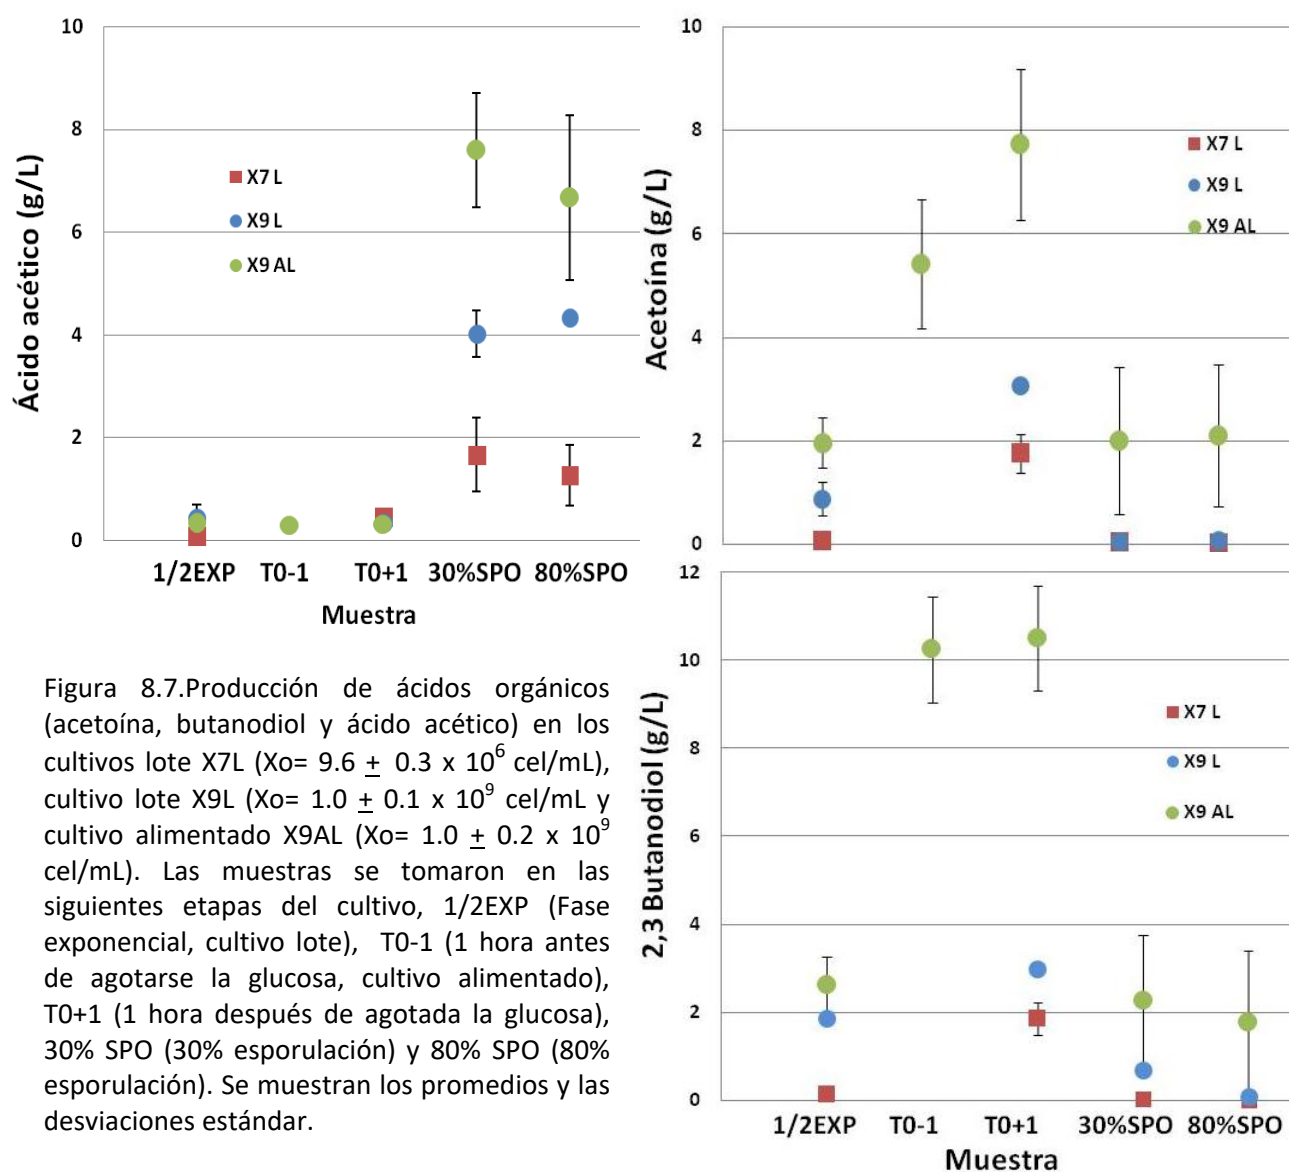 10
8
6
4
2
0
Ácido acético (g/L)
X7 L
X9 L
X9 AL
1/2EXP T0-1 T0+1 30%SPO 80%SPO
Muestra
10
8
6
4
2
0
Acetoína (g/L)
X7 L
X9 L
X9 AL
12
10
8
6
4
2
0
2,3 Butanodiol (g/L)
X7 L
X9 L
X9 AL
1/2EXP T0-1 T0+1 30%SPO 80%SPO
Muestra
Figura 8.7.Producción de ácidos orgánicos
(acetoína, butanodiol y ácido acético) en los
cultivos lote X7L (Xo= 9.6 ± 0.3 x 10⁶ cel/mL),
cultivo lote X9L (Xo= 1.0 ± 0.1 x 10⁹ cel/mL y
cultivo alimentado X9AL (Xo= 1.0 ± 0.2 x 10⁹
cel/mL). Las muestras se tomaron en las
siguientes etapas del cultivo, 1/2EXP (Fase
exponencial, cultivo lote), T0-1 (1 hora antes
de agotarse la glucosa, cultivo alimentado),
T0+1 (1 hora después de agotada la glucosa),
30% SPO (30% esporulación) y 80% SPO (80%
esporulación). Se muestran los promedios y las
desviaciones estándar.